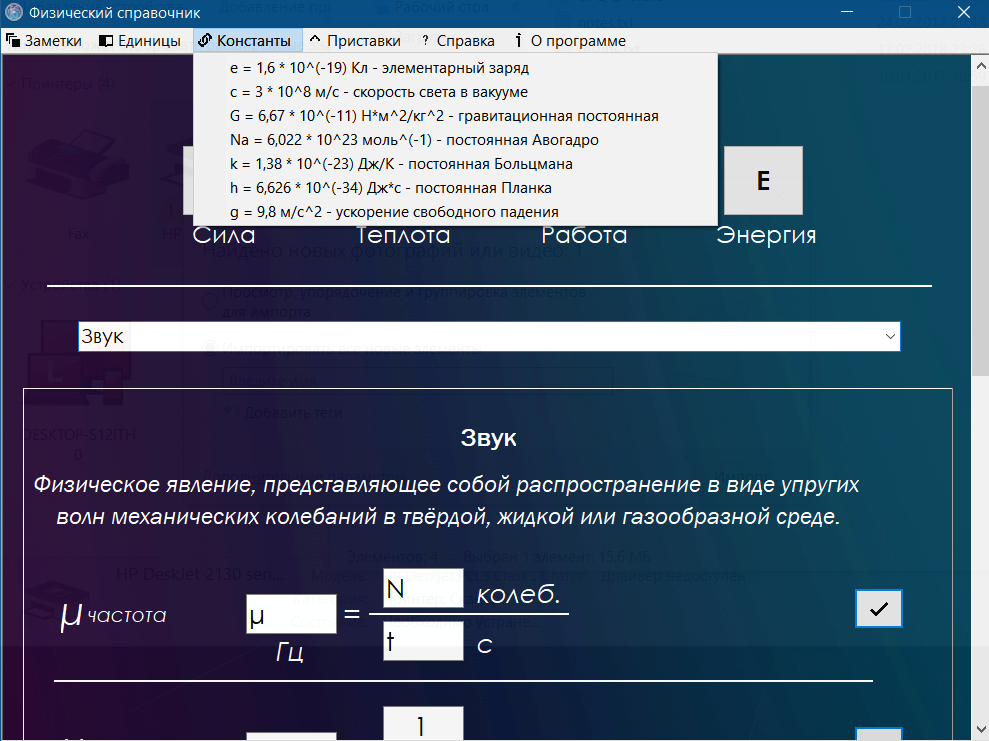 Физический справочник
Заметки Единицы Константы Приставки ? Справка i О программе
e = 1,6 * 10^(-19) Кл - элементарный заряд
c = 3 * 10^8 м/с - скорость света в вакууме
G = 6,67 * 10^(-11) Н*м^2/кг^2 - гравитационная постоянная
Na = 6,022 * 10^23 моль^(-1) - постоянная Авогадро
k = 1,38 * 10^(-23) Дж/К - постоянная Больцмана
h = 6,626 * 10^(-34) Дж*с - постоянная Планка
g = 9,8 м/с^2 - ускорение свободного падения
E
Сила Теплота Работа Энергия
Звук
Звук
Физическое явление, представляющее собой распространение в виде упругих
волн механических колебаний в твёрдой, жидкой или газообразной среде.
μ частота μ = N колеб.
Гц t с
1